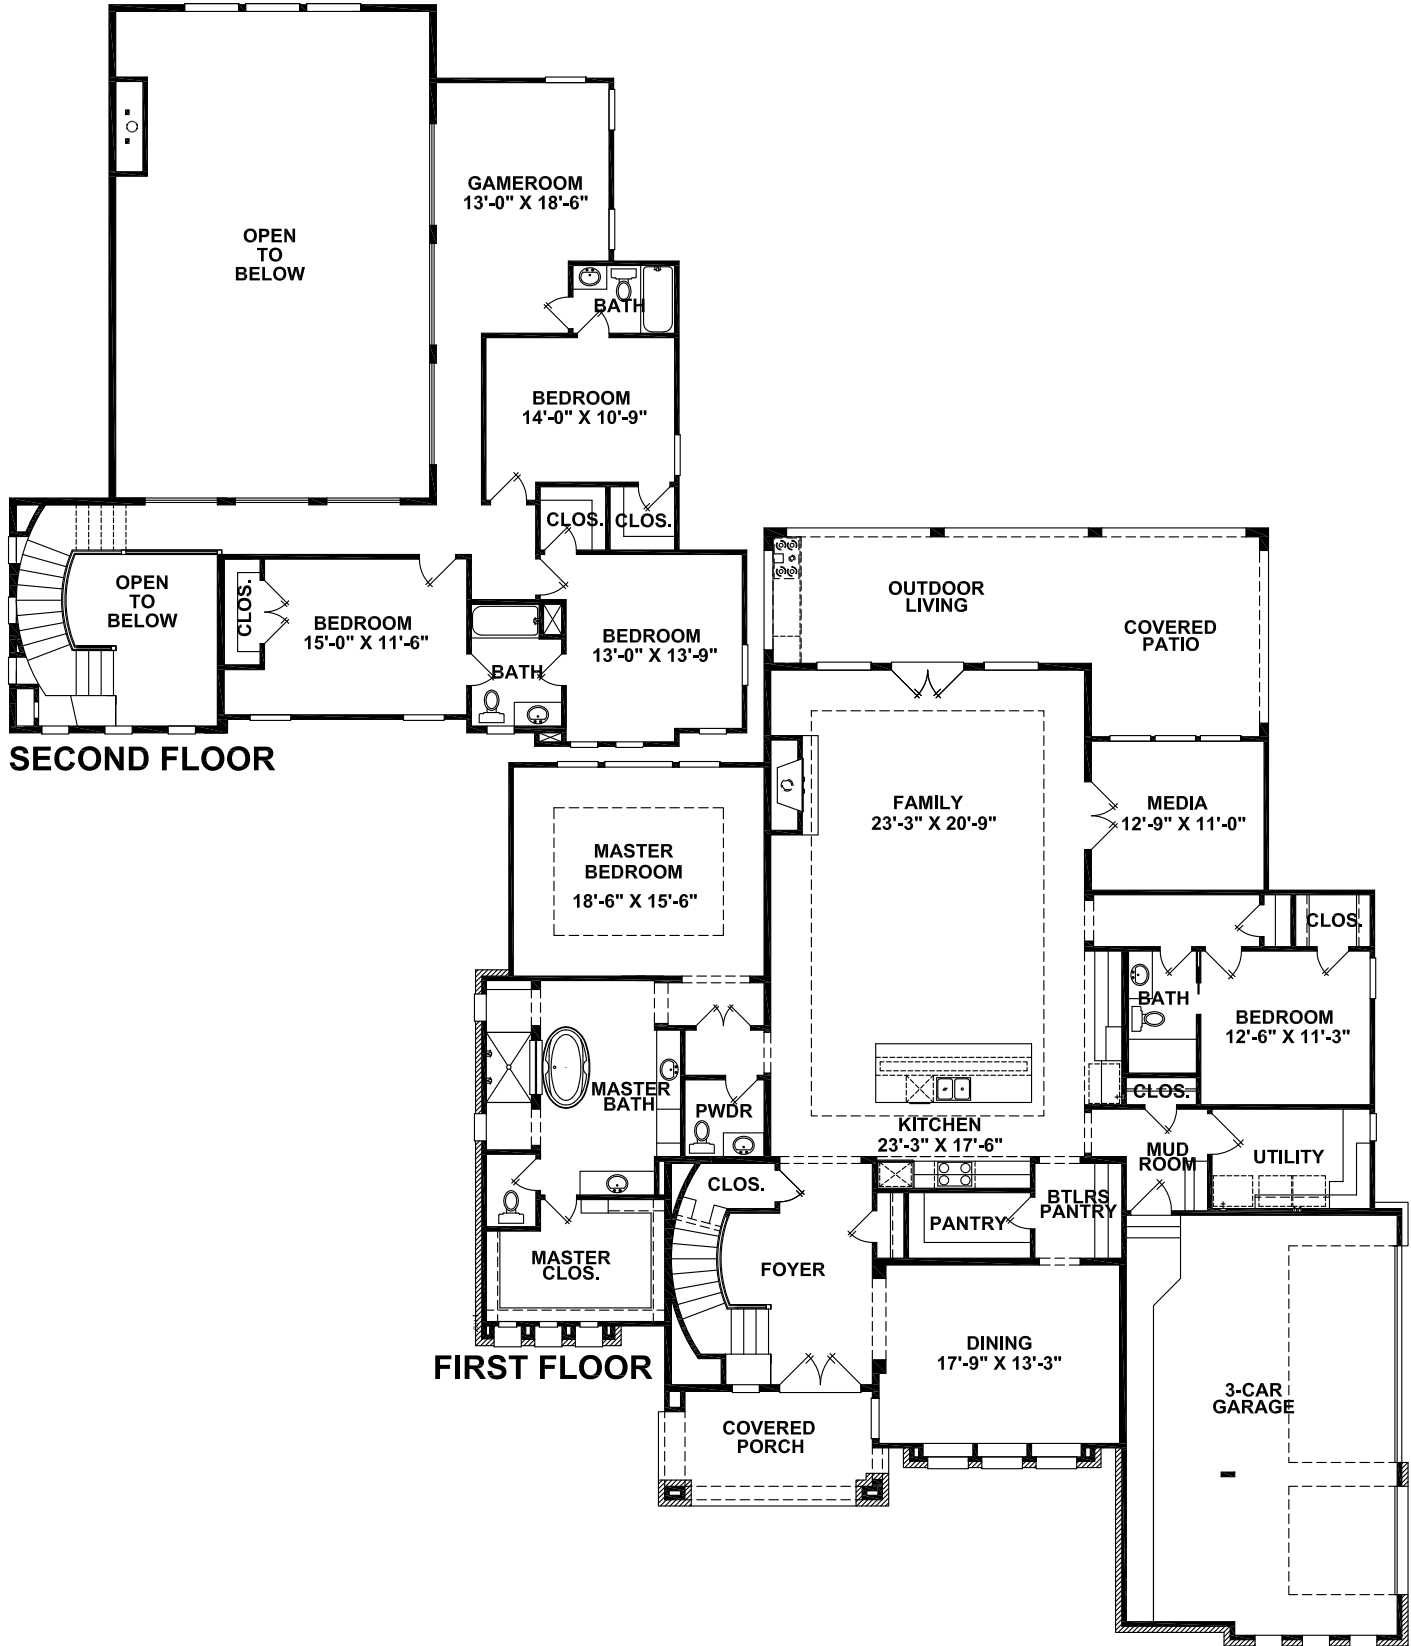 GAMEROOM
13'-0" X 18'-6"
OPEN
TO
BELOW
BATH
BEDROOM
14'-0" X 10'-9"
CLOS.
CLOS.
OPEN
TO
BELOW
CLOS.
BEDROOM
15'-0" X 11'-6"
BATH
BEDROOM
13'-0" X 13'-9"
SECOND FLOOR
OUTDOOR
LIVING
COVERED
PATIO
FAMILY
23'-3" X 20'-9"
MEDIA
12'-9" X 11'-0"
MASTER
BEDROOM
18'-6" X 15'-6"
CLOS.
BATH
BEDROOM
12'-6" X 11'-3"
MASTER
BATH
PWDR
CLOS.
KITCHEN
23'-3" X 17'-6"
MUD
ROOM
UTILITY
CLOS.
BTLRS
PANTRY
PANTRY
MASTER
CLOS.
FOYER
DINING
17'-9" X 13'-3"
FIRST FLOOR
3-CAR
GARAGE
COVERED
PORCH